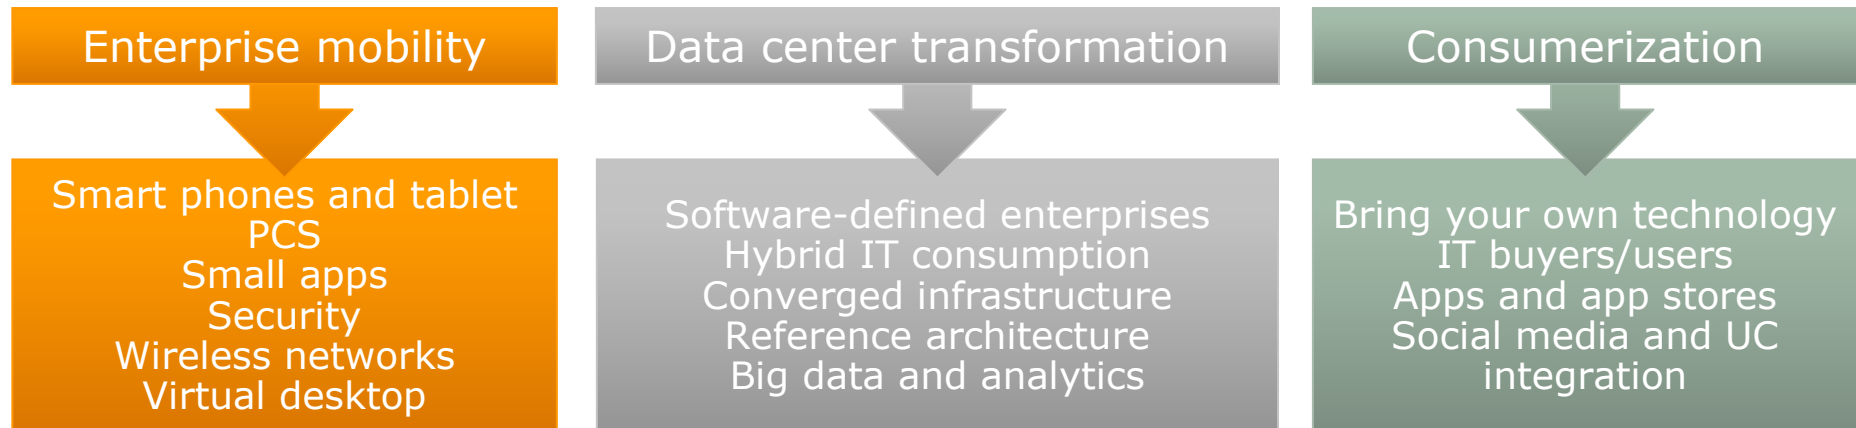 Enterprise mobility
Smart phones and tablet
PCS
Small apps
Security
Wireless networks
Virtual desktop
Data center transformation
Software-defined enterprises
Hybrid IT consumption
Converged infrastructure
Reference architecture
Big data and analytics
Consumerization
Bring your own technology
IT buyers/users
Apps and app stores
Social media and UC
integration